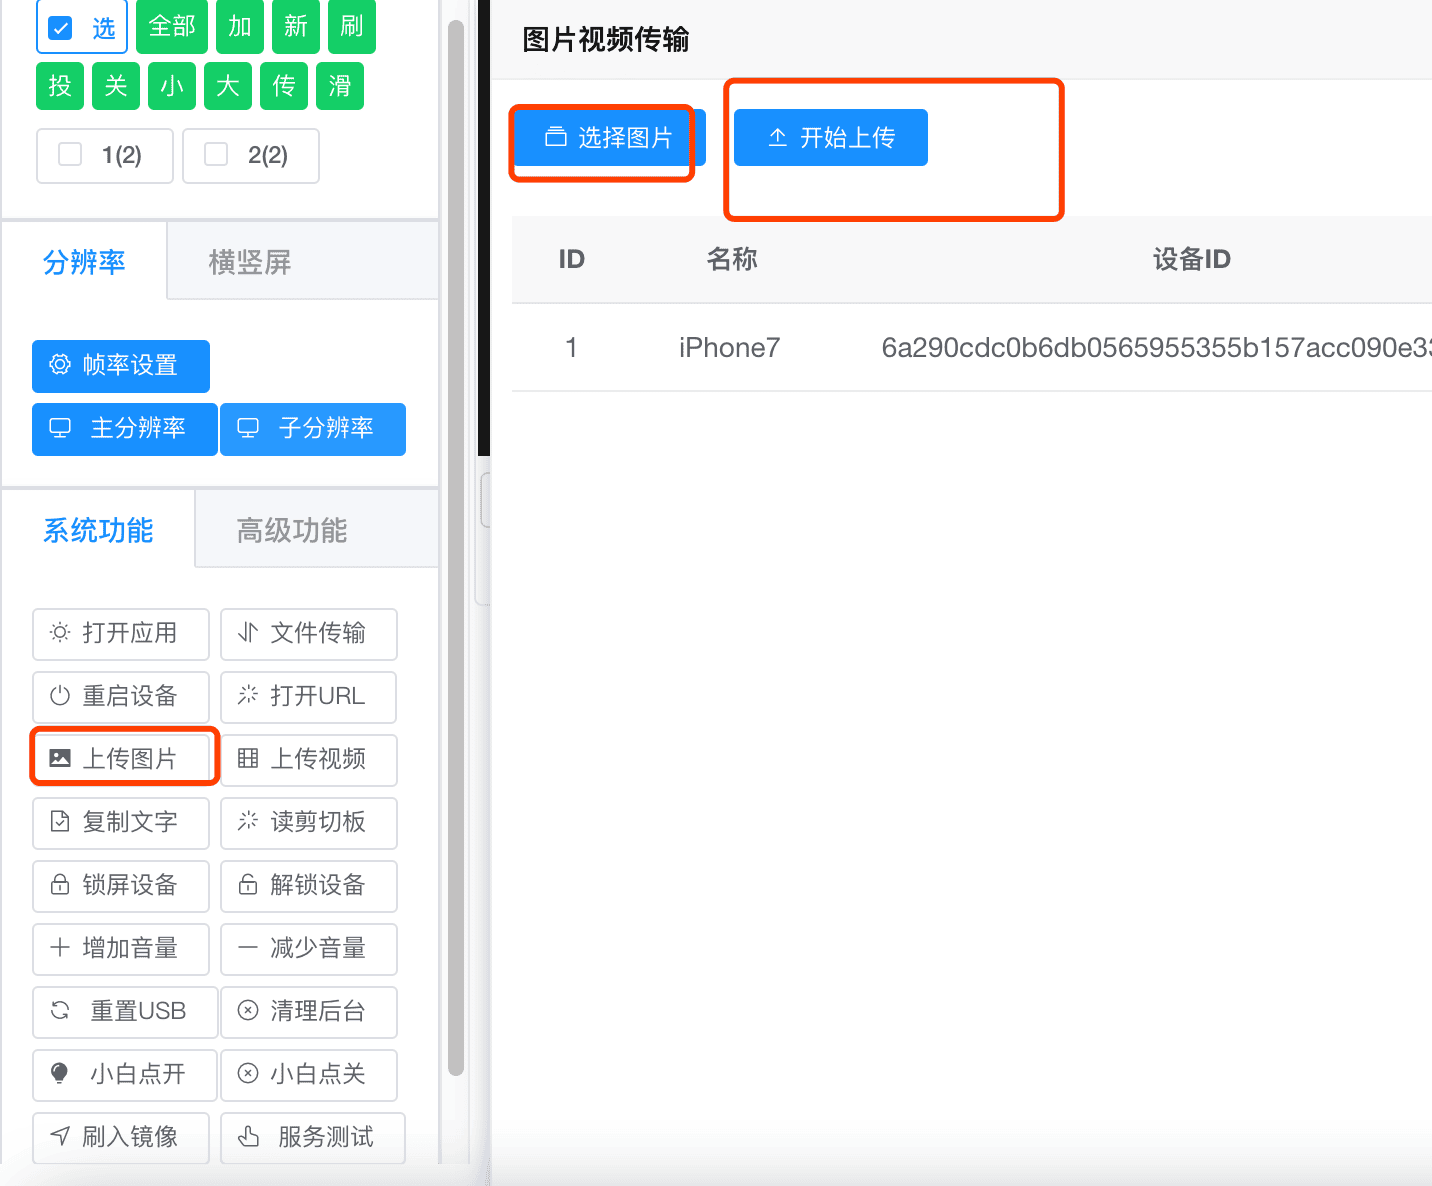 选 全部 加 新 刷
投 关 小 大 传 滑
1(2) 2(2)
分辨率 横竖屏
帧率设置
主分辨率 子分辨率
系统功能 高级功能
打开应用 文件传输
重启设备 打开URL
上传图片 上传视频
复制文字 读剪切板
锁屏设备 解锁设备
增加音量 减少音量
重置USB 清理后台
小白点开 小白点关
刷入镜像 服务测试
图片视频传输
选择图片 开始上传
ID 名称 设备ID
1 iPhone7 6a290cdc0b6db0565955355b157acc090e33